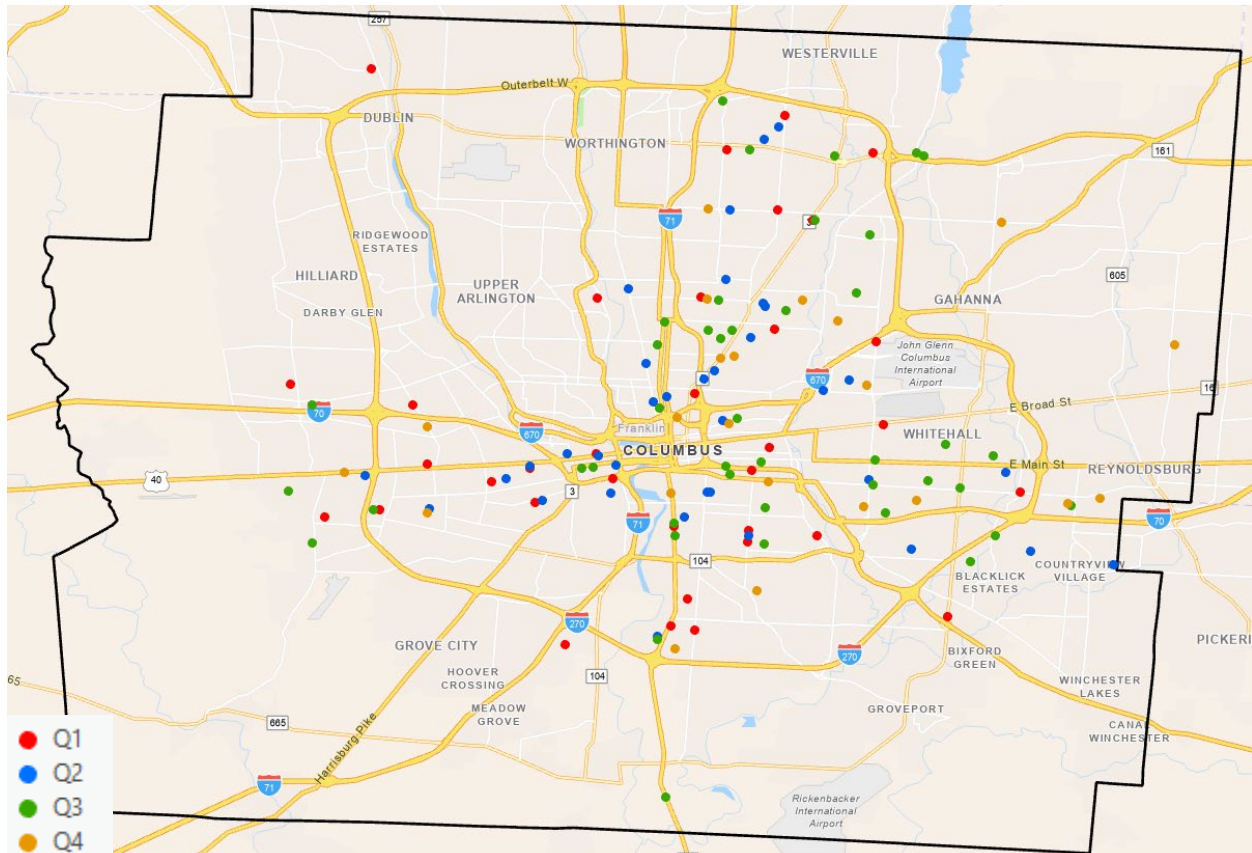 257
WESTERVILLE
Outerbelt W
DUBLIN
WORTHINGTON
161
71
3
RIDGEWOOD
ESTATES
HILLIARD
UPPER
ARLINGTON
605
DARBY GLEN
GAHANNA
John Glenn
Columbus
International
Airport
670
16
70
E Broad St
Franklin
670
WHITEHALL
COLUMBUS
E Main St
REYNOLDSBURG
40
3
71
70
104
COUNTRYVIEW
VILLAGE
BLACKLICK
ESTATES
270
GROVE CITY
PICKERI
270
BIXFORD
GREEN
HOOVER
CROSSING
104
65
WINCHESTER
LAKES
MEADOW
GROVE
GROVEPORT
665
CANAL
WINCHESTER
Harrisburg Pike
71
Rickenbacker
International
Airport
Q1
Q2
Q3
Q4